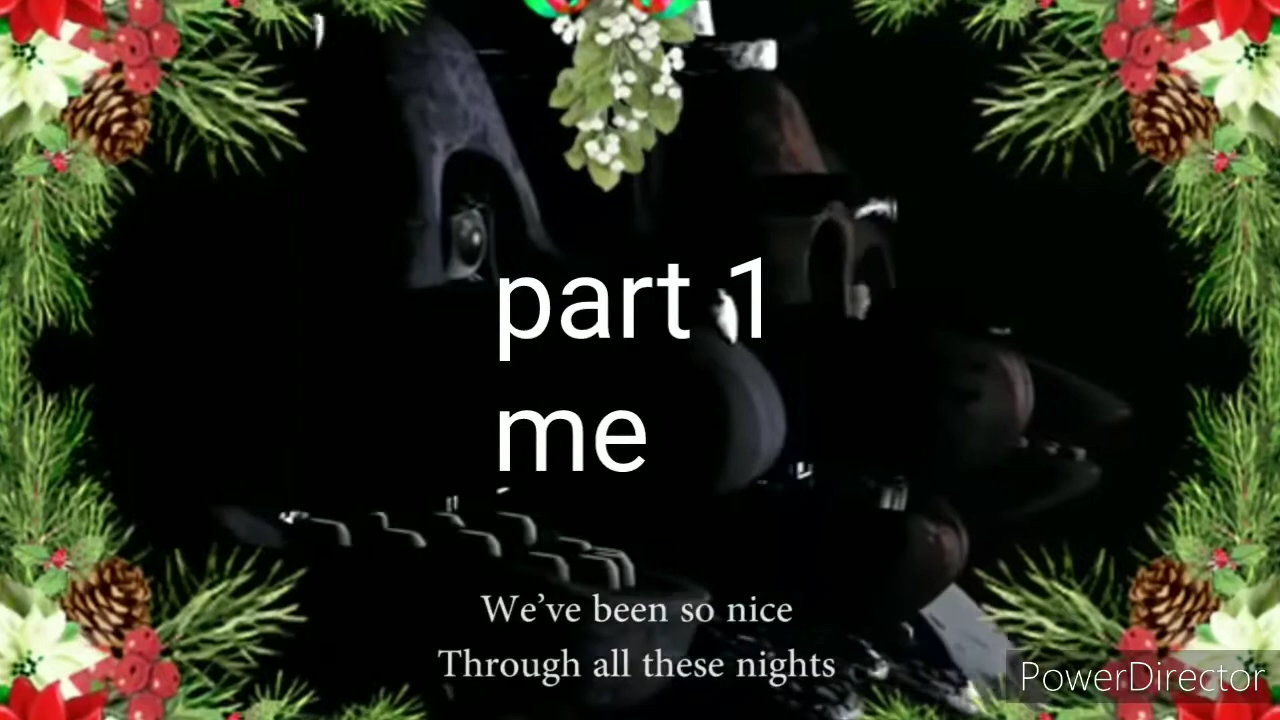 part 1
me
We've been so nice
Through all these nights
PowerDirector